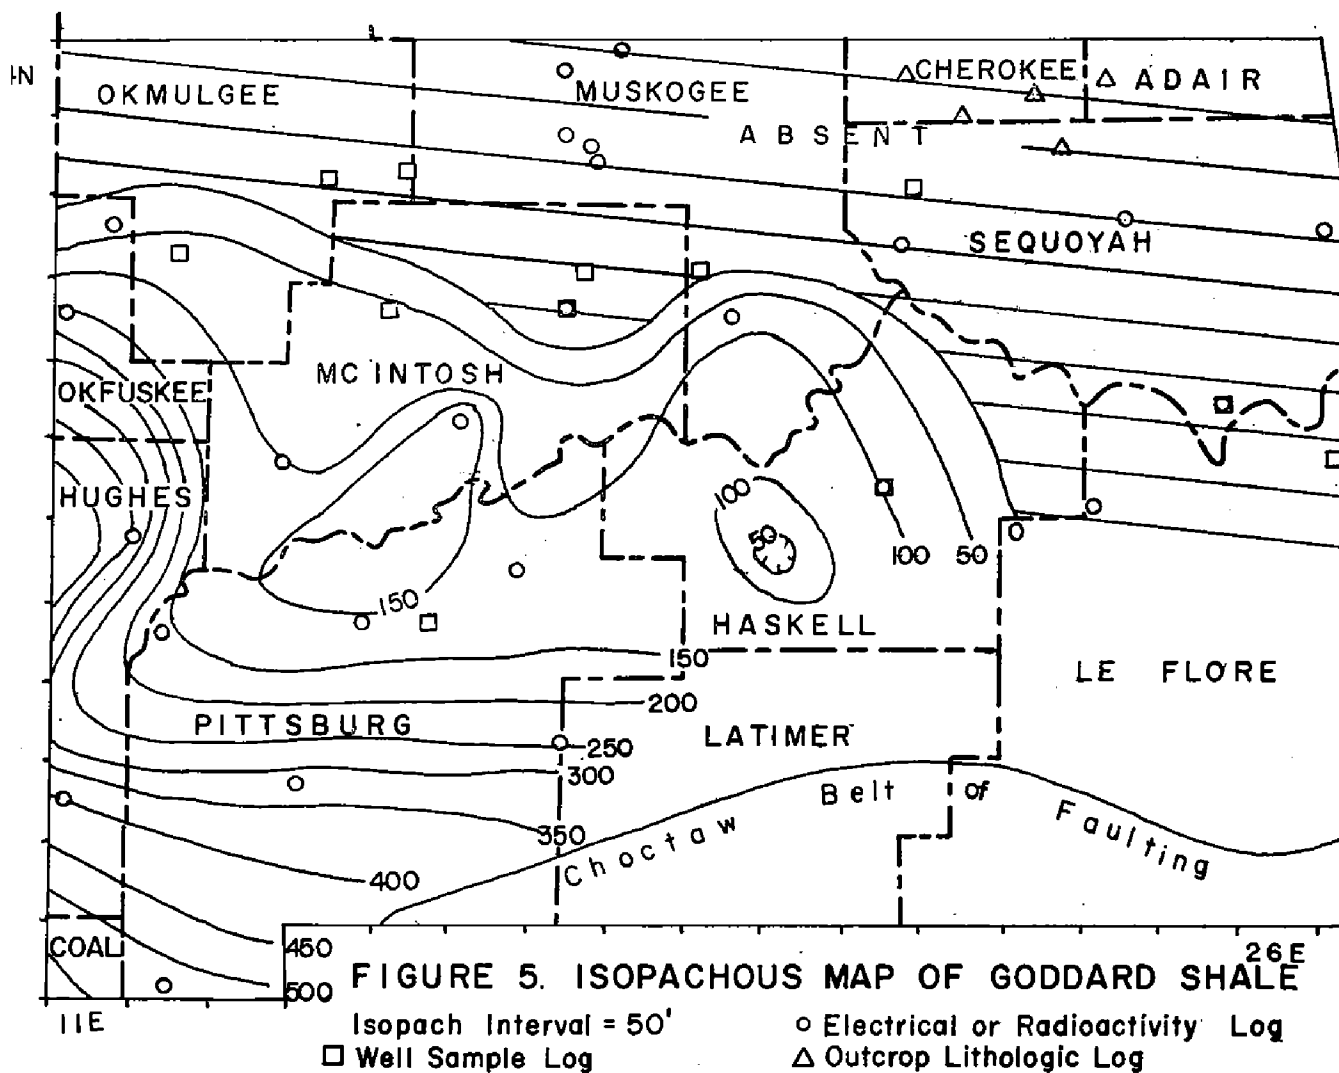 4N
OKMULGEE
MUSKOGEE
CHEROKEE
ADAIR
ABSENT
SEQUOYAH
MC INTOSH
OKFUSKEE
HUGHES
100
50
100
50
150
HASKELL
150
LE FLORE
200
PITTSBURG
LATIMER
250
300
Belt of
350
Choctaw
Faulting
400
COAL
450
26E
FIGURE 5. ISOPACHOUS MAP OF GODDARD SHALE
500
11E
Isopach Interval = 50'
Electrical or Radioactivity Log
Well Sample Log
Outcrop Lithologic Log